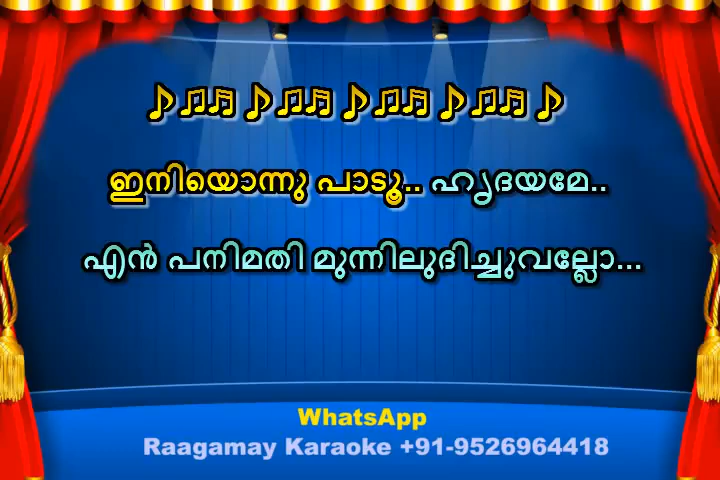 ഇനിയൊന്നു പാടൂ.. ഹൃദയമേ..
എൻ പനിമതി മുന്നിലുദിച്ചുവല്ലോ...
WhatsApp
Raagamay Karaoke +91-9526964418